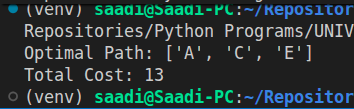 (venv) saadi@Saadi-PC:~/Repositor
Repositories/Python Programs/UNIV
Optimal Path: ['A', 'C', 'E']
Total Cost: 13
(venv) saadi@Saadi-PC:~/Repositor